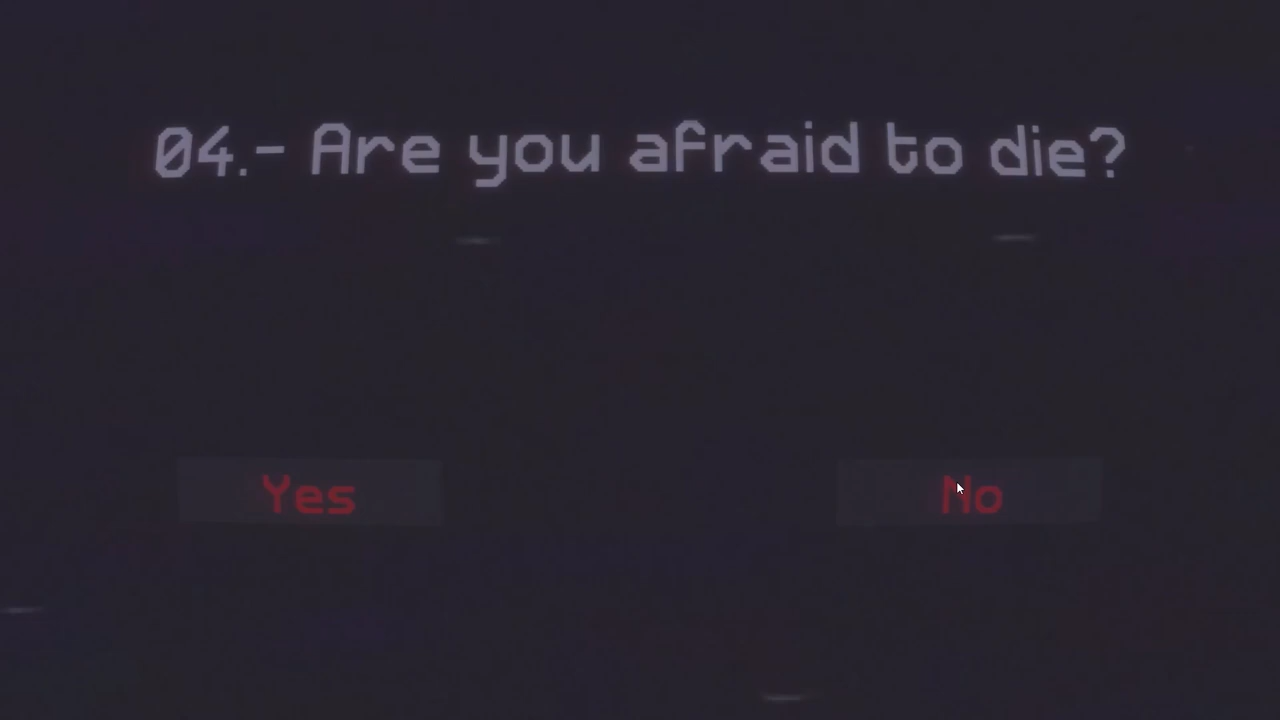 04.- Are you afraid to die?
Yes
No